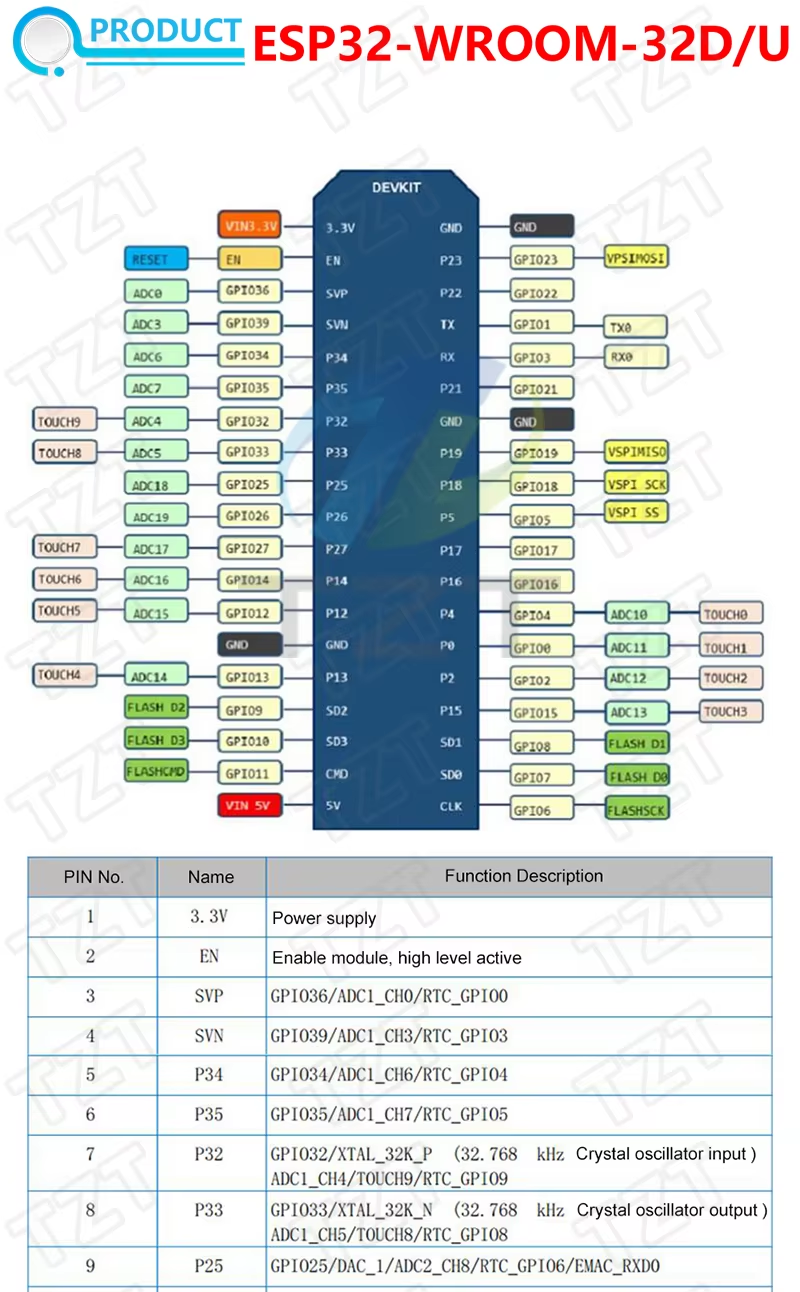 PRODUCT ESP32-WROOM-32D/U
DEVKIT
VIN3.3V 3.3V GND GND
RESET EN EN P23 GPIO23 VPSIMOSI
ADC0 GPIO36 SVP P22 GPIO22
ADC3 GPIO39 SVN TX GPIO1 TX0
ADC6 GPIO34 P34 RX GPIO3 RX0
ADC7 GPIO35 P35 P21 GPIO21
TOUCH9 ADC4 GPIO32 P32 GND GND
TOUCH8 ADC5 GPIO33 P33 P19 GPIO19 VSPIMISO
ADC18 GPIO25 P25 P18 GPIO18 VSPI SCK
ADC19 GPIO26 P26 P5 GPIO5 VSPI SS
TOUCH7 ADC17 GPIO27 P27 P17 GPIO17
TOUCH6 ADC16 GPIO14 P14 P16 GPIO16
TOUCH5 ADC15 GPIO12 P12 P4 GPIO4 ADC10 TOUCH0
GND GND P0 GPIO0 ADC11 TOUCH1
TOUCH4 ADC14 GPIO13 P13 P2 GPIO2 ADC12 TOUCH2
FLASH D2 GPIO9 SD2 P15 GPIO15 ADC13 TOUCH3
FLASH D3 GPIO10 SD3 SD1 GPIO8 FLASH D1
FLASHCMD GPIO11 CMD SD0 GPIO7 FLASH D0
VIN 5V 5V CLK GPIO6 FLASHSCK
PIN No. Name Function Description
1 3.3V Power supply
2 EN Enable module, high level active
3 SVP GPIO36/ADC1_CH0/RTC_GPIO0
4 SVN GPIO39/ADC1_CH3/RTC_GPIO3
5 P34 GPIO34/ADC1_CH6/RTC_GPIO4
6 P35 GPIO35/ADC1_CH7/RTC_GPIO5
7 P32 GPIO32/XTAL_32K_P (32.768 kHz Crystal oscillator input )
ADC1_CH4/TOUCH9/RTC_GPIO9
8 P33 GPIO33/XTAL_32K_N (32.768 kHz Crystal oscillator output )
ADC1_CH5/TOUCH8/RTC_GPIO8
9 P25 GPIO25/DAC_1/ADC2_CH8/RTC_GPIO6/EMAC_RXD0
TZT